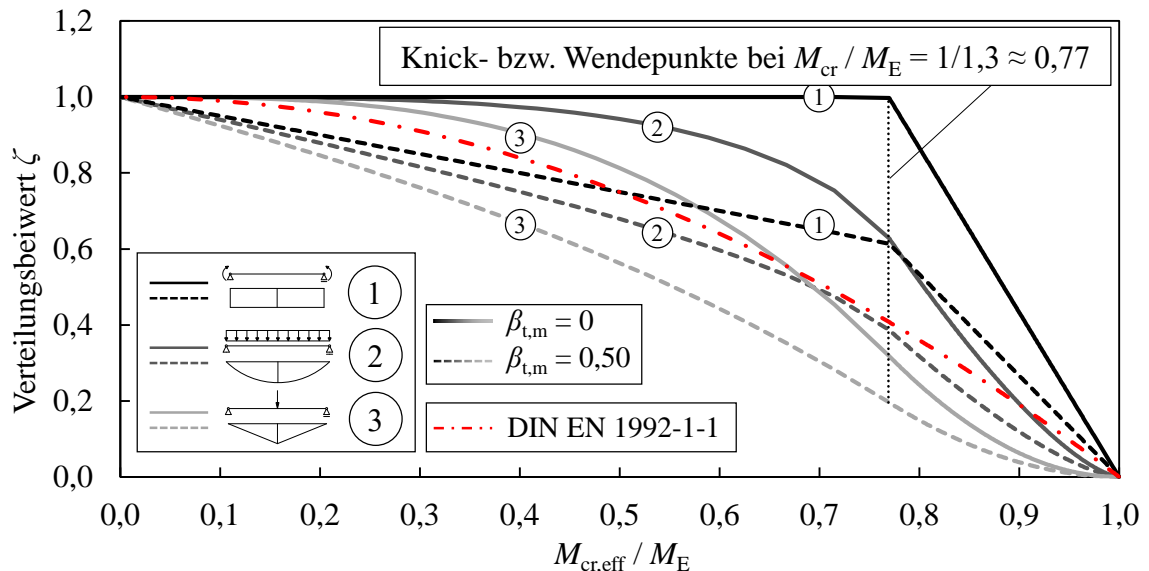 1,2
1,0
0,8
0,6
0,4
0,2
0,0
Verteilungsbeiwert ζ
Knick- bzw. Wendepunkte bei M_cr / M_E = 1/1,3 ≈ 0,77
1
2
3
1
2
3
1
2
3
β_t,m = 0
β_t,m = 0,50
DIN EN 1992-1-1
0,0 0,1 0,2 0,3 0,4 0,5 0,6 0,7 0,8 0,9 1,0
M_cr,eff / M_E